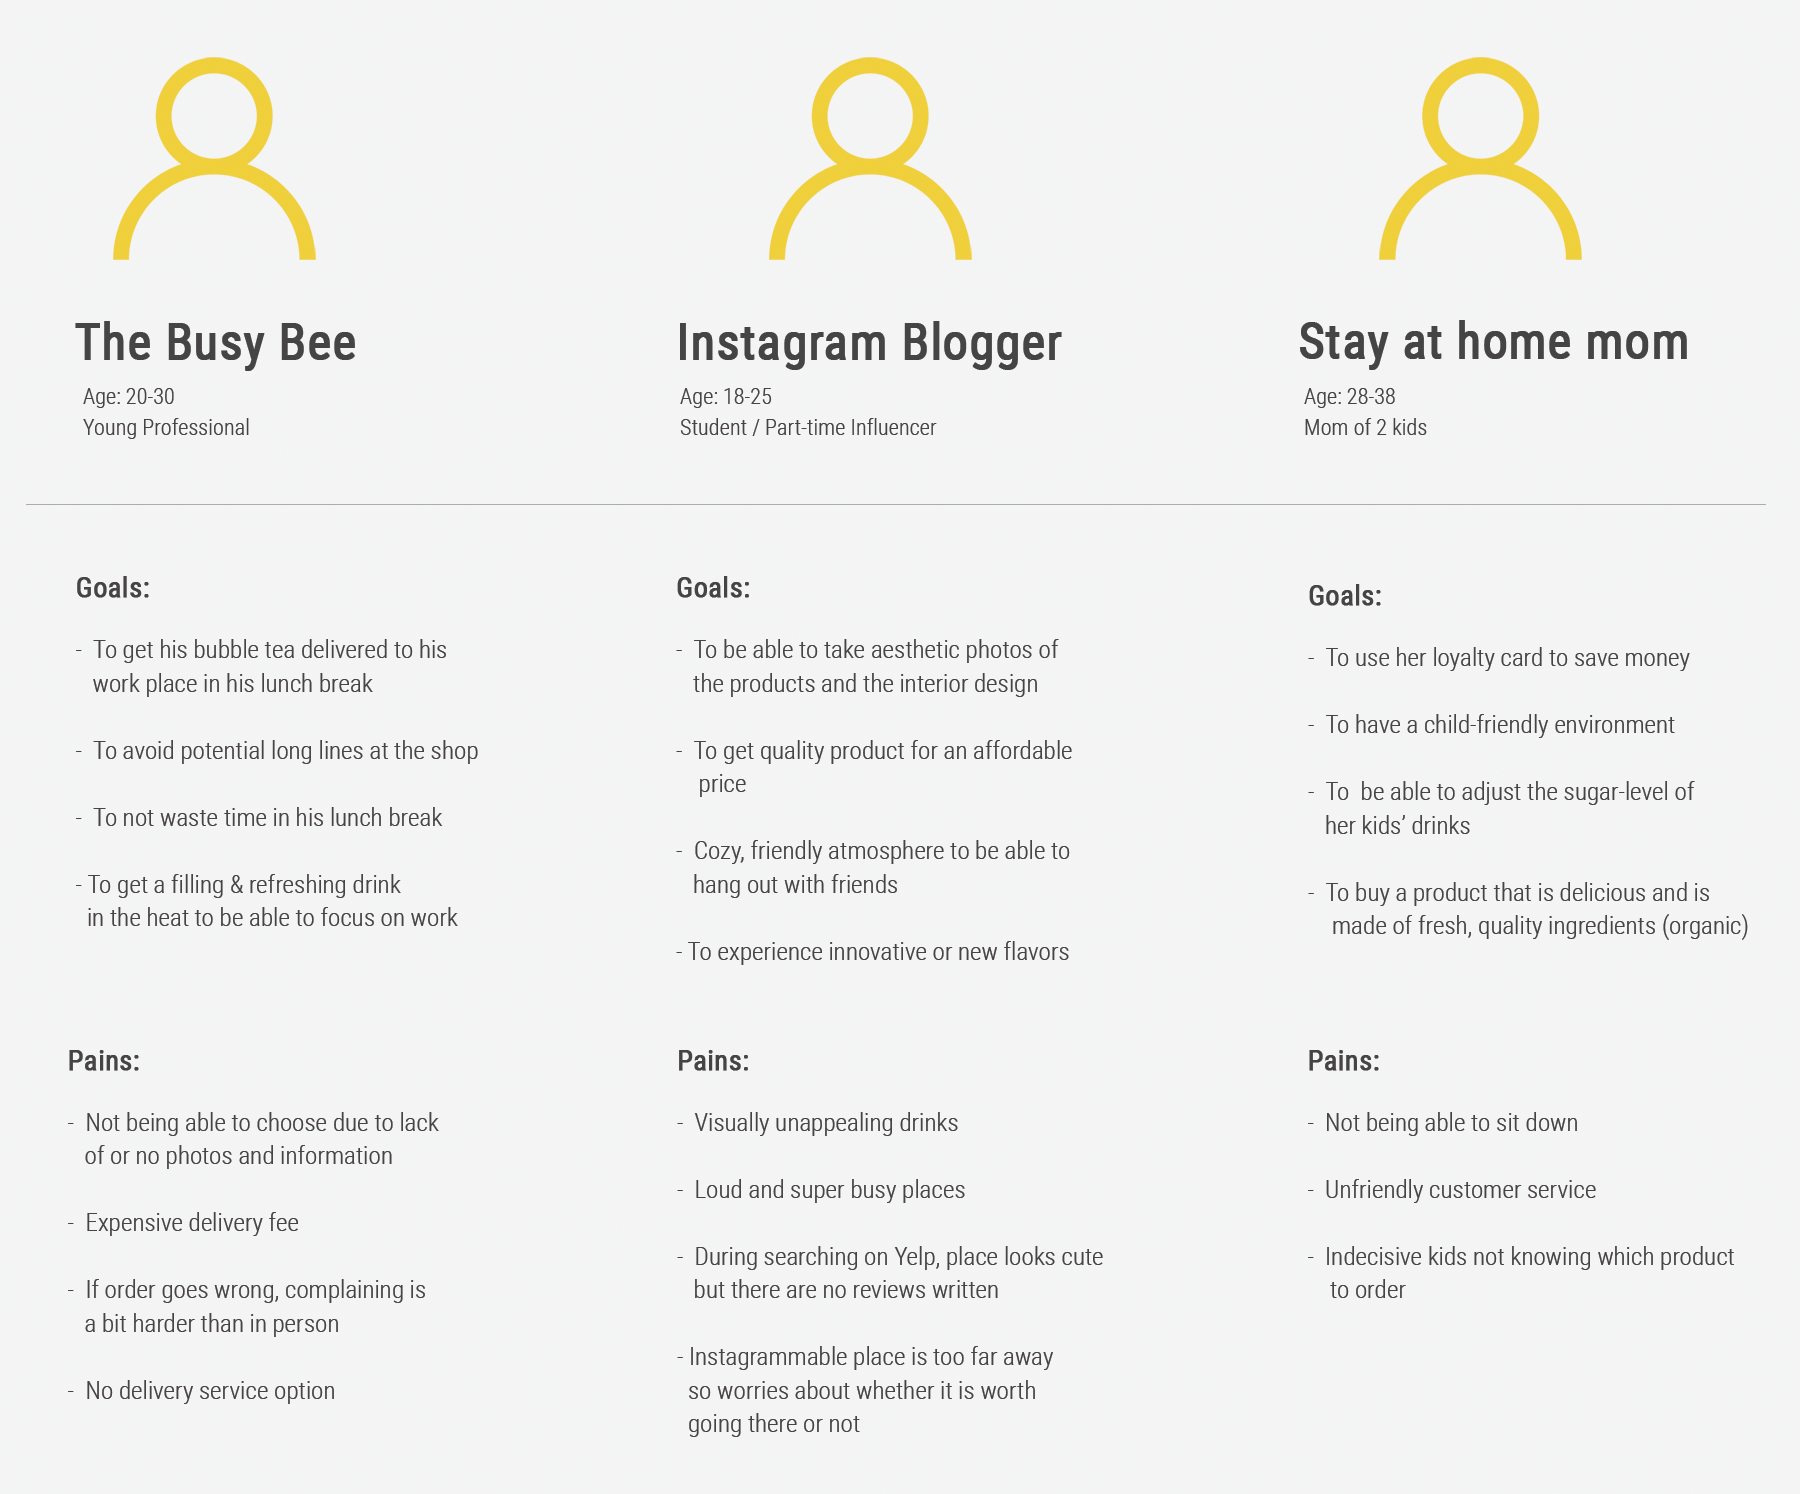 The Busy Bee
Age: 20-30
Young Professional
Instagram Blogger
Age: 18-25
Student / Part-time Influencer
Stay at home mom
Age: 28-38
Mom of 2 kids
Goals:
- To get his bubble tea delivered to his
work place in his lunch break
- To avoid potential long lines at the shop
- To not waste time in his lunch break
- To get a filling & refreshing drink
in the heat to be able to focus on work
Goals:
- To be able to take aesthetic photos of
the products and the interior design
- To get quality product for an affordable
price
- Cozy, friendly atmosphere to be able to
hang out with friends
- To experience innovative or new flavors
Goals:
- To use her loyalty card to save money
- To have a child-friendly environment
- To be able to adjust the sugar-level of
her kids’ drinks
- To buy a product that is delicious and is
made of fresh, quality ingredients (organic)
Pains:
- Not being able to choose due to lack
of or no photos and information
- Expensive delivery fee
- If order goes wrong, complaining is
a bit harder than in person
- No delivery service option
Pains:
- Visually unappealing drinks
- Loud and super busy places
- During searching on Yelp, place looks cute
but there are no reviews written
- Instagrammable place is too far away
so worries about whether it is worth
going there or not
Pains:
- Not being able to sit down
- Unfriendly customer service
- Indecisive kids not knowing which product
to order